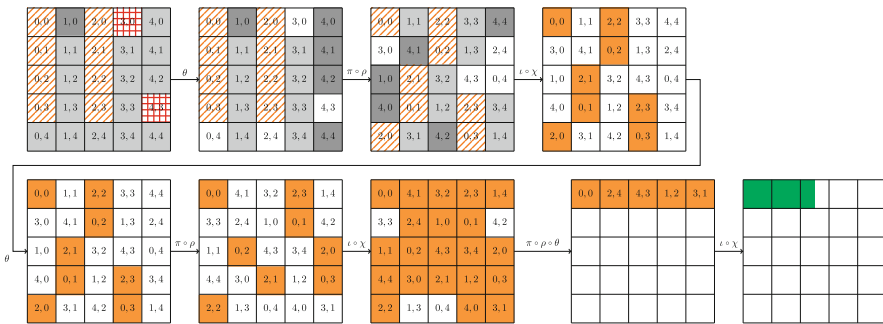 0,0 1,0 2,0 3,0 4,0 0,0 1,0 2,0 3,0 4,0 0,0 1,1 2,2 3,3 4,4 0,0 1,1 2,2 3,3 4,4
0,1 1,1 2,1 3,1 4,1 0,1 1,1 2,1 3,1 4,1 3,0 4,1 0,2 1,3 2,4 3,0 4,1 0,2 1,3 2,4
θ π∘ρ ι∘χ
0,2 1,2 2,2 3,2 4,2 0,2 1,2 2,2 3,2 4,2 1,0 2,1 3,2 4,3 0,4 1,0 2,1 3,2 4,3 0,4
0,3 1,3 2,3 3,3 4,3 0,3 1,3 2,3 3,3 4,3 4,0 0,1 1,2 2,3 3,4 4,0 0,1 1,2 2,3 3,4
0,4 1,4 2,4 3,4 4,4 0,4 1,4 2,4 3,4 4,4 2,0 3,1 4,2 0,3 1,4 2,0 3,1 4,2 0,3 1,4
0,0 1,1 2,2 3,3 4,4 0,0 4,1 3,2 2,3 1,4 0,0 4,1 3,2 2,3 1,4 0,0 2,4 4,3 1,2 3,1
3,0 4,1 0,2 1,3 2,4 3,3 2,4 1,0 0,1 4,2 3,3 2,4 1,0 0,1 4,2
θ π∘ρ ι∘χ π∘ρ∘θ ι∘χ
1,0 2,1 3,2 4,3 0,4 1,1 0,2 4,3 3,4 2,0 1,1 0,2 4,3 3,4 2,0
4,0 0,1 1,2 2,3 3,4 4,4 3,0 2,1 1,2 0,3 4,4 3,0 2,1 1,2 0,3
2,0 3,1 4,2 0,3 1,4 2,2 1,3 0,4 4,0 3,1 2,2 1,3 0,4 4,0 3,1